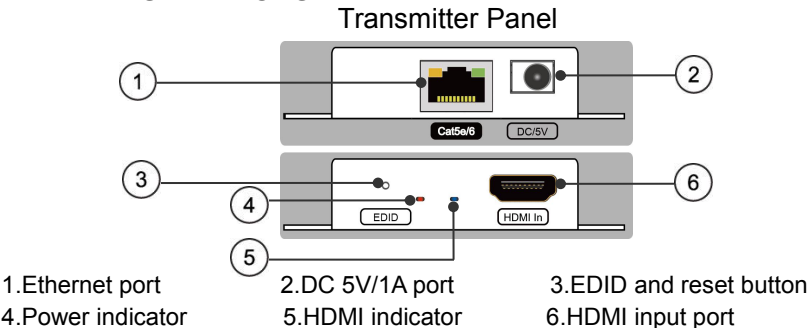 Transmitter Panel
1
2
Cat5e/6
DC/5V
3
4
5
6
EDID
HDMI In
1.Ethernet port 2.DC 5V/1A port 3.EDID and reset button
4.Power indicator 5.HDMI indicator 6.HDMI input port